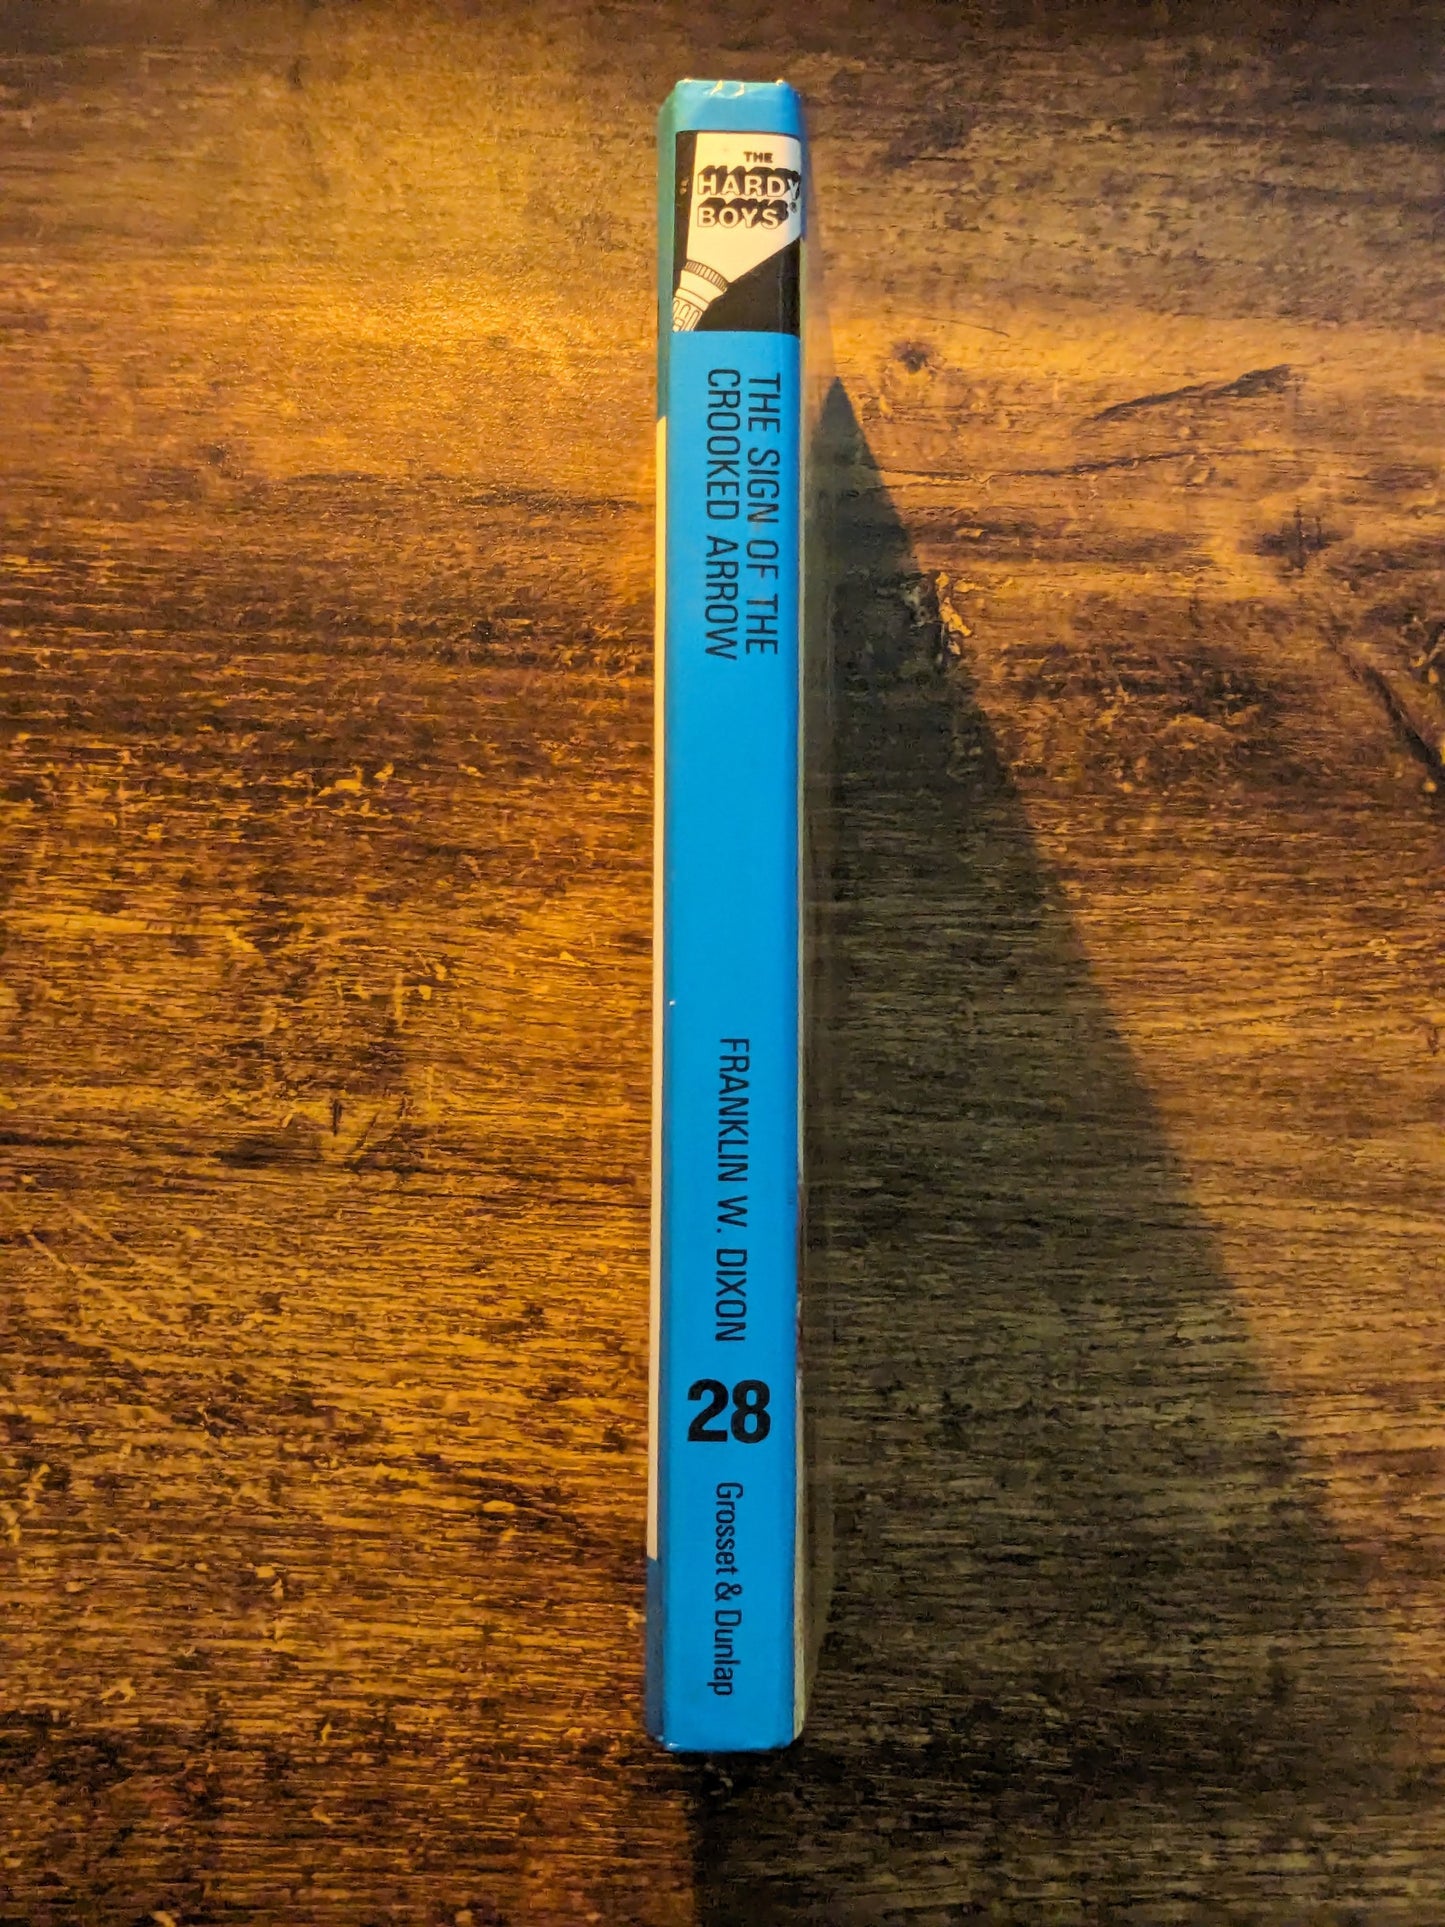 THE
HARDY
BOYS®
THE SIGN OF THE
CROOKED ARROW
FRANKLIN W. DIXON
28
Grosset & Dunlap